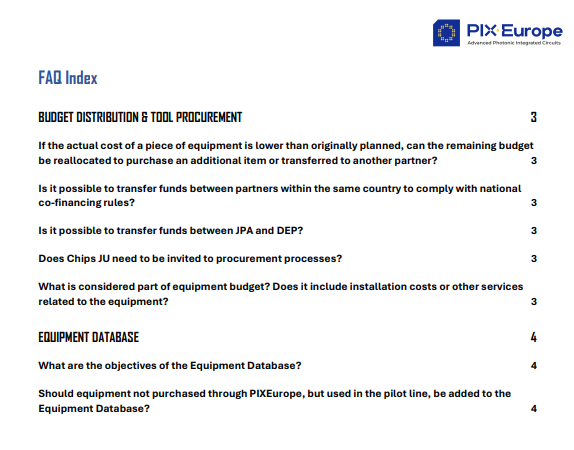 PIXEurope
Advanced Photonic Integrated Circuits
FAQ Index
BUDGET DISTRIBUTION & TOOL PROCUREMENT 3
If the actual cost of a piece of equipment is lower than originally planned, can the remaining budget
be reallocated to purchase an additional item or transferred to another partner? 3
Is it possible to transfer funds between partners within the same country to comply with national
co-financing rules? 3
Is it possible to transfer funds between JPA and DEP? 3
Does Chips JU need to be invited to procurement processes? 3
What is considered part of equipment budget? Does it include installation costs or other services
related to the equipment? 3
EQUIPMENT DATABASE 4
What are the objectives of the Equipment Database? 4
Should equipment not purchased through PIXEurope, but used in the pilot line, be added to the
Equipment Database? 4